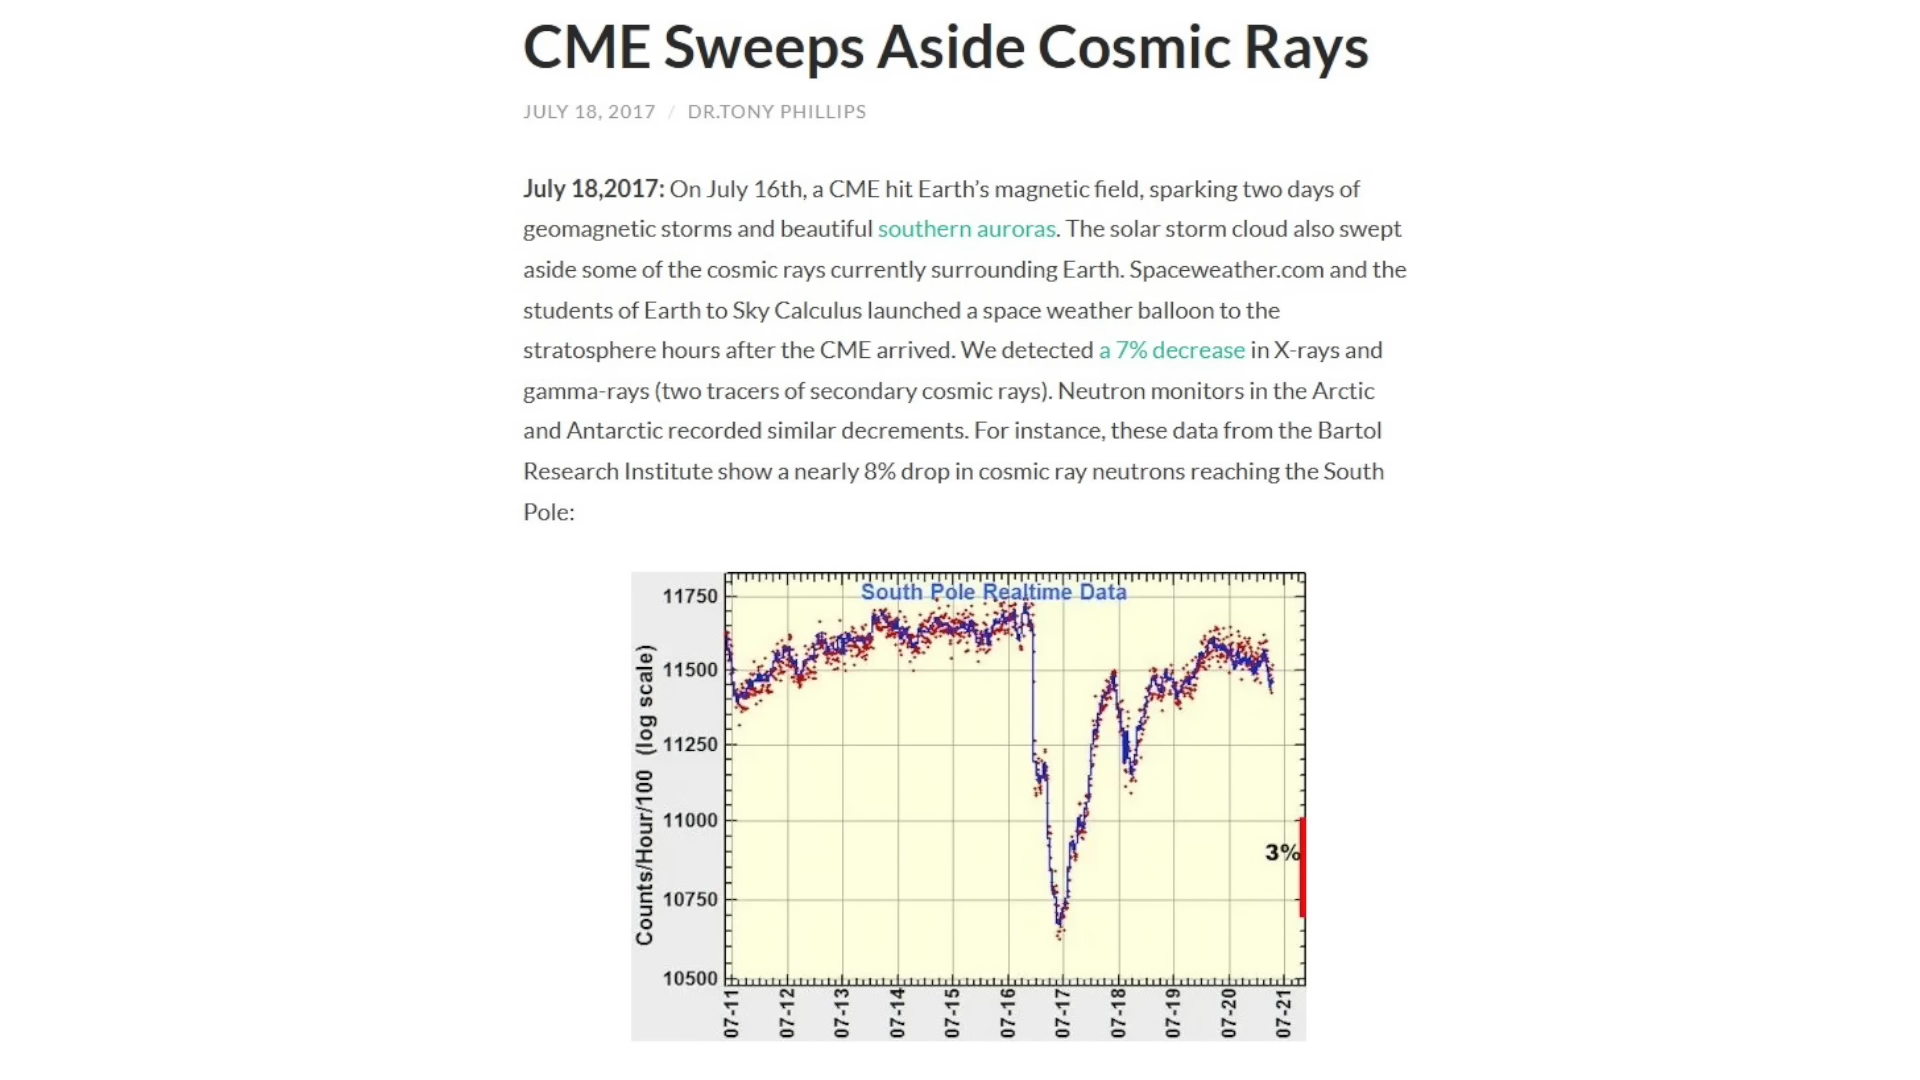 CME Sweeps Aside Cosmic Rays
JULY 18, 2017 / DR.TONY PHILLIPS
July 18,2017: On July 16th, a CME hit Earth’s magnetic field, sparking two days of
geomagnetic storms and beautiful southern auroras. The solar storm cloud also swept
aside some of the cosmic rays currently surrounding Earth. Spaceweather.com and the
students of Earth to Sky Calculus launched a space weather balloon to the
stratosphere hours after the CME arrived. We detected a 7% decrease in X-rays and
gamma-rays (two tracers of secondary cosmic rays). Neutron monitors in the Arctic
and Antarctic recorded similar decrements. For instance, these data from the Bartol
Research Institute show a nearly 8% drop in cosmic ray neutrons reaching the South
Pole:
South Pole Realtime Data
Counts/Hour/100 (log scale)
11750
11500
11250
11000
10750
10500
3%
07-11
07-12
07-13
07-14
07-15
07-16
07-17
07-18
07-19
07-20
07-21